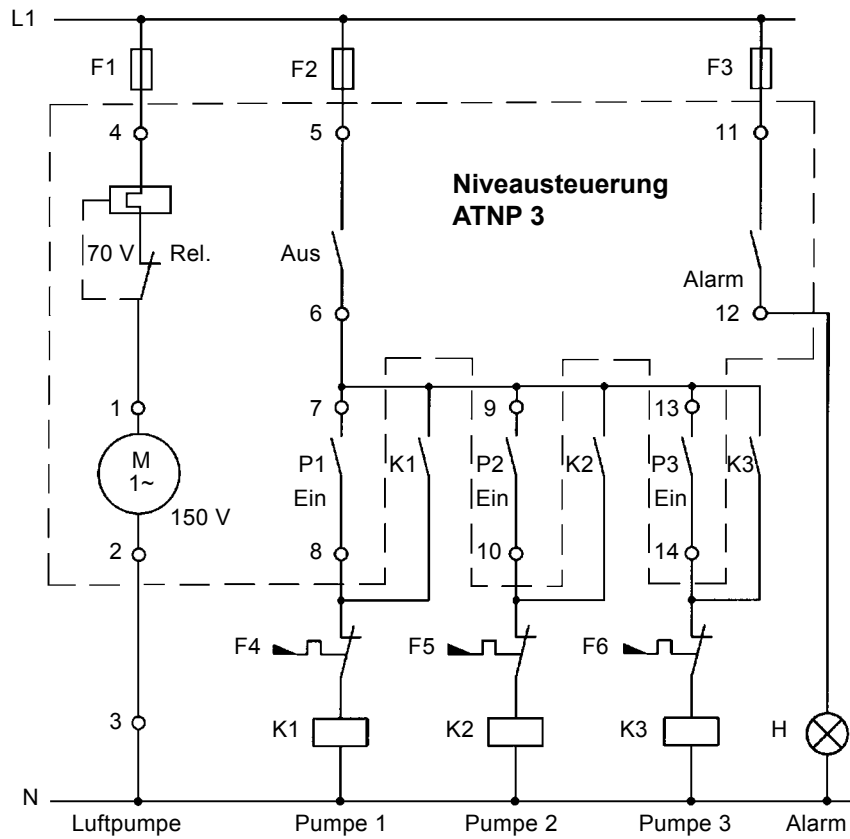 L1
F1 F2 F3
4 5 11
Niveausteuerung
ATNP 3
70 V Rel. Aus
Alarm
6 12
1 7 9 13
M
1~
P1 K1 P2 K2 P3 K3
Ein Ein Ein
150 V
2 8 10 14
F4 F5 F6
3 K1 K2 K3 H
N
Luftpumpe Pumpe 1 Pumpe 2 Pumpe 3 Alarm